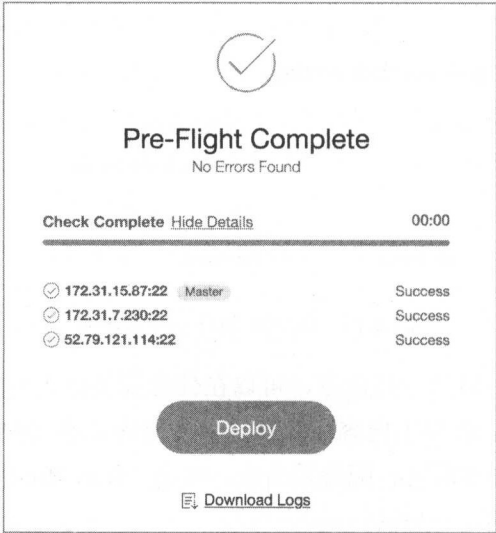 Pre-Flight Complete
No Errors Found
Check Complete Hide Details 00:00
172.31.15.87:22 Master Success
172.31.7.230:22 Success
52.79.121.114:22 Success
Deploy
Download Logs